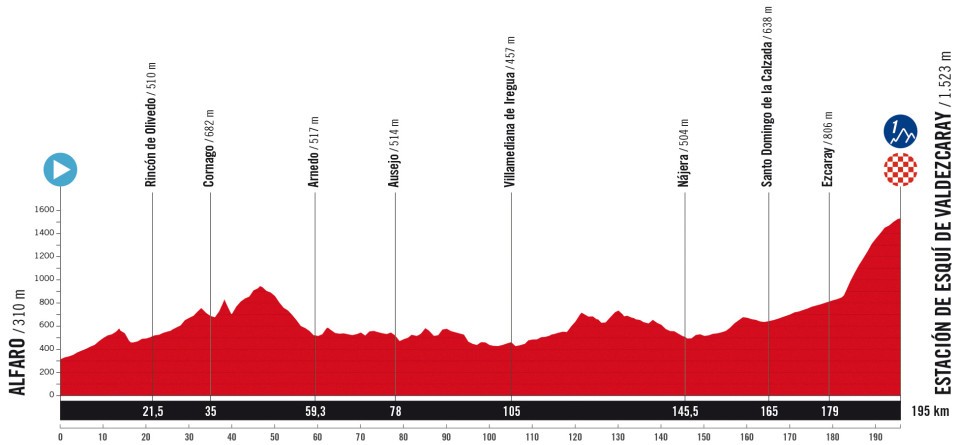 Rincón de Olivedo / 510 m
Cornago / 682 m
Arnedo / 517 m
Ausejo / 514 m
Villamediana de Iregua / 457 m
Nájera / 504 m
Santo Domingo de la Calzada / 638 m
Ezcaray / 806 m
1
ALFARO / 310 m
ESTACIÓN DE ESQUÍ DE VALDEZCARAY / 1.523 m
1600
1400
1200
1000
800
600
400
200
0
21,5 35 59,3 78 105 145,5 165 179 195 km
0 10 20 30 40 50 60 70 80 90 100 110 120 130 140 150 160 170 180 190